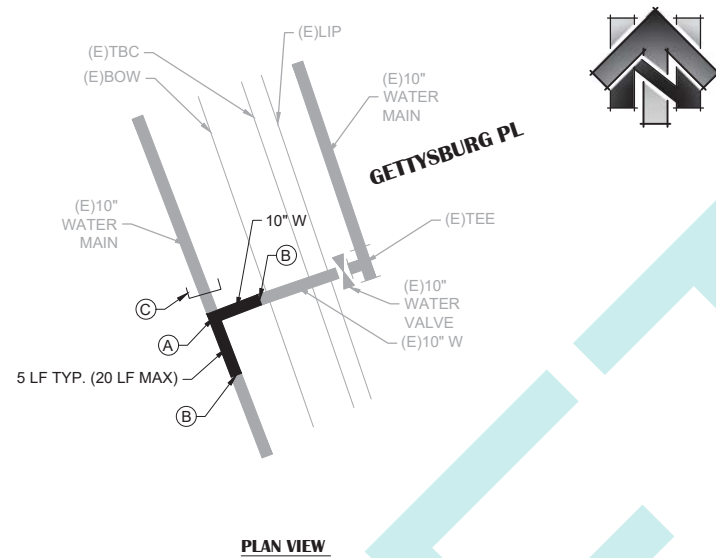 (E)LIP
(E)TBC
(E)BOW
(E)10"
WATER
MAIN
GETTYSBURG PL
(E)10"
WATER
MAIN
10" W
B
(E)TEE
C
(E)10"
WATER
VALVE
(E)10" W
A
5 LF TYP. (20 LF MAX)
B
PLAN VIEW